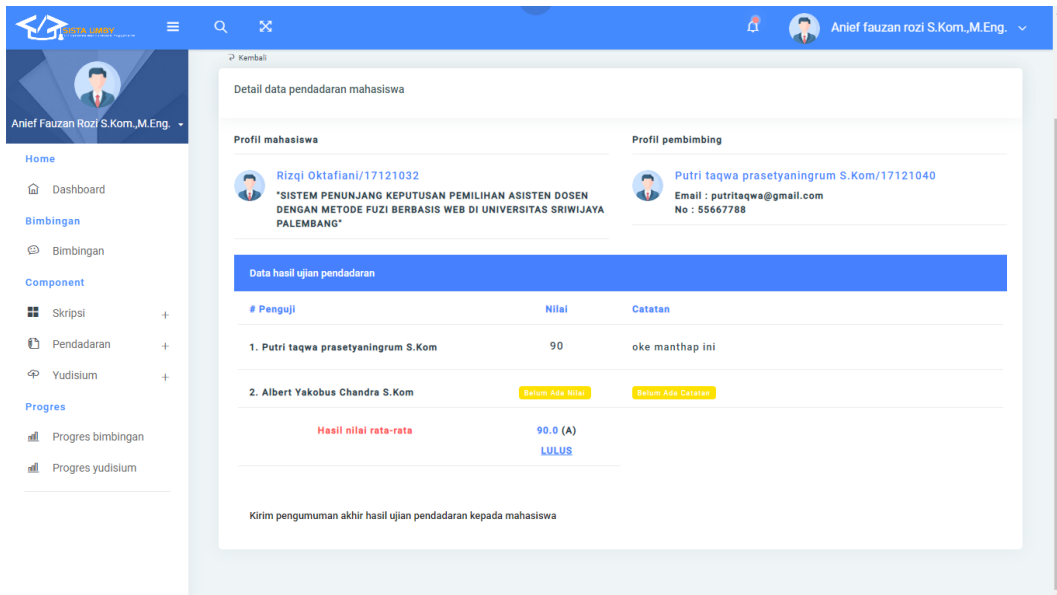 SISTA UMBY
Anief fauzan rozi S.Kom.,M.Eng.
Anief Fauzan Rozi S.Kom.,M.Eng.
Home
Dashboard
Bimbingan
Bimbingan
Component
Skripsi +
Pendadaran +
Yudisium +
Progres
Progres bimbingan
Progres yudisium
Kembali
Detail data pendadaran mahasiswa
Profil mahasiswa
Rizqi Oktafiani/17121032
"SISTEM PENUNJANG KEPUTUSAN PEMILIHAN ASISTEN DOSEN
DENGAN METODE FUZI BERBASIS WEB DI UNIVERSITAS SRIWIJAYA
PALEMBANG"
Profil pembimbing
Putri taqwa prasetyaningrum S.Kom/17121040
Email : putritaqwa@gmail.com
No : 55667788
Data hasil ujian pendadaran
# Penguji Nilai Catatan
1. Putri taqwa prasetyaningrum S.Kom 90 oke manthap ini
2. Albert Yakobus Chandra S.Kom Belum Ada Nilai Belum Ada Catatan
Hasil nilai rata-rata 90.0 (A)
LULUS
Kirim pengumuman akhir hasil ujian pendadaran kepada mahasiswa